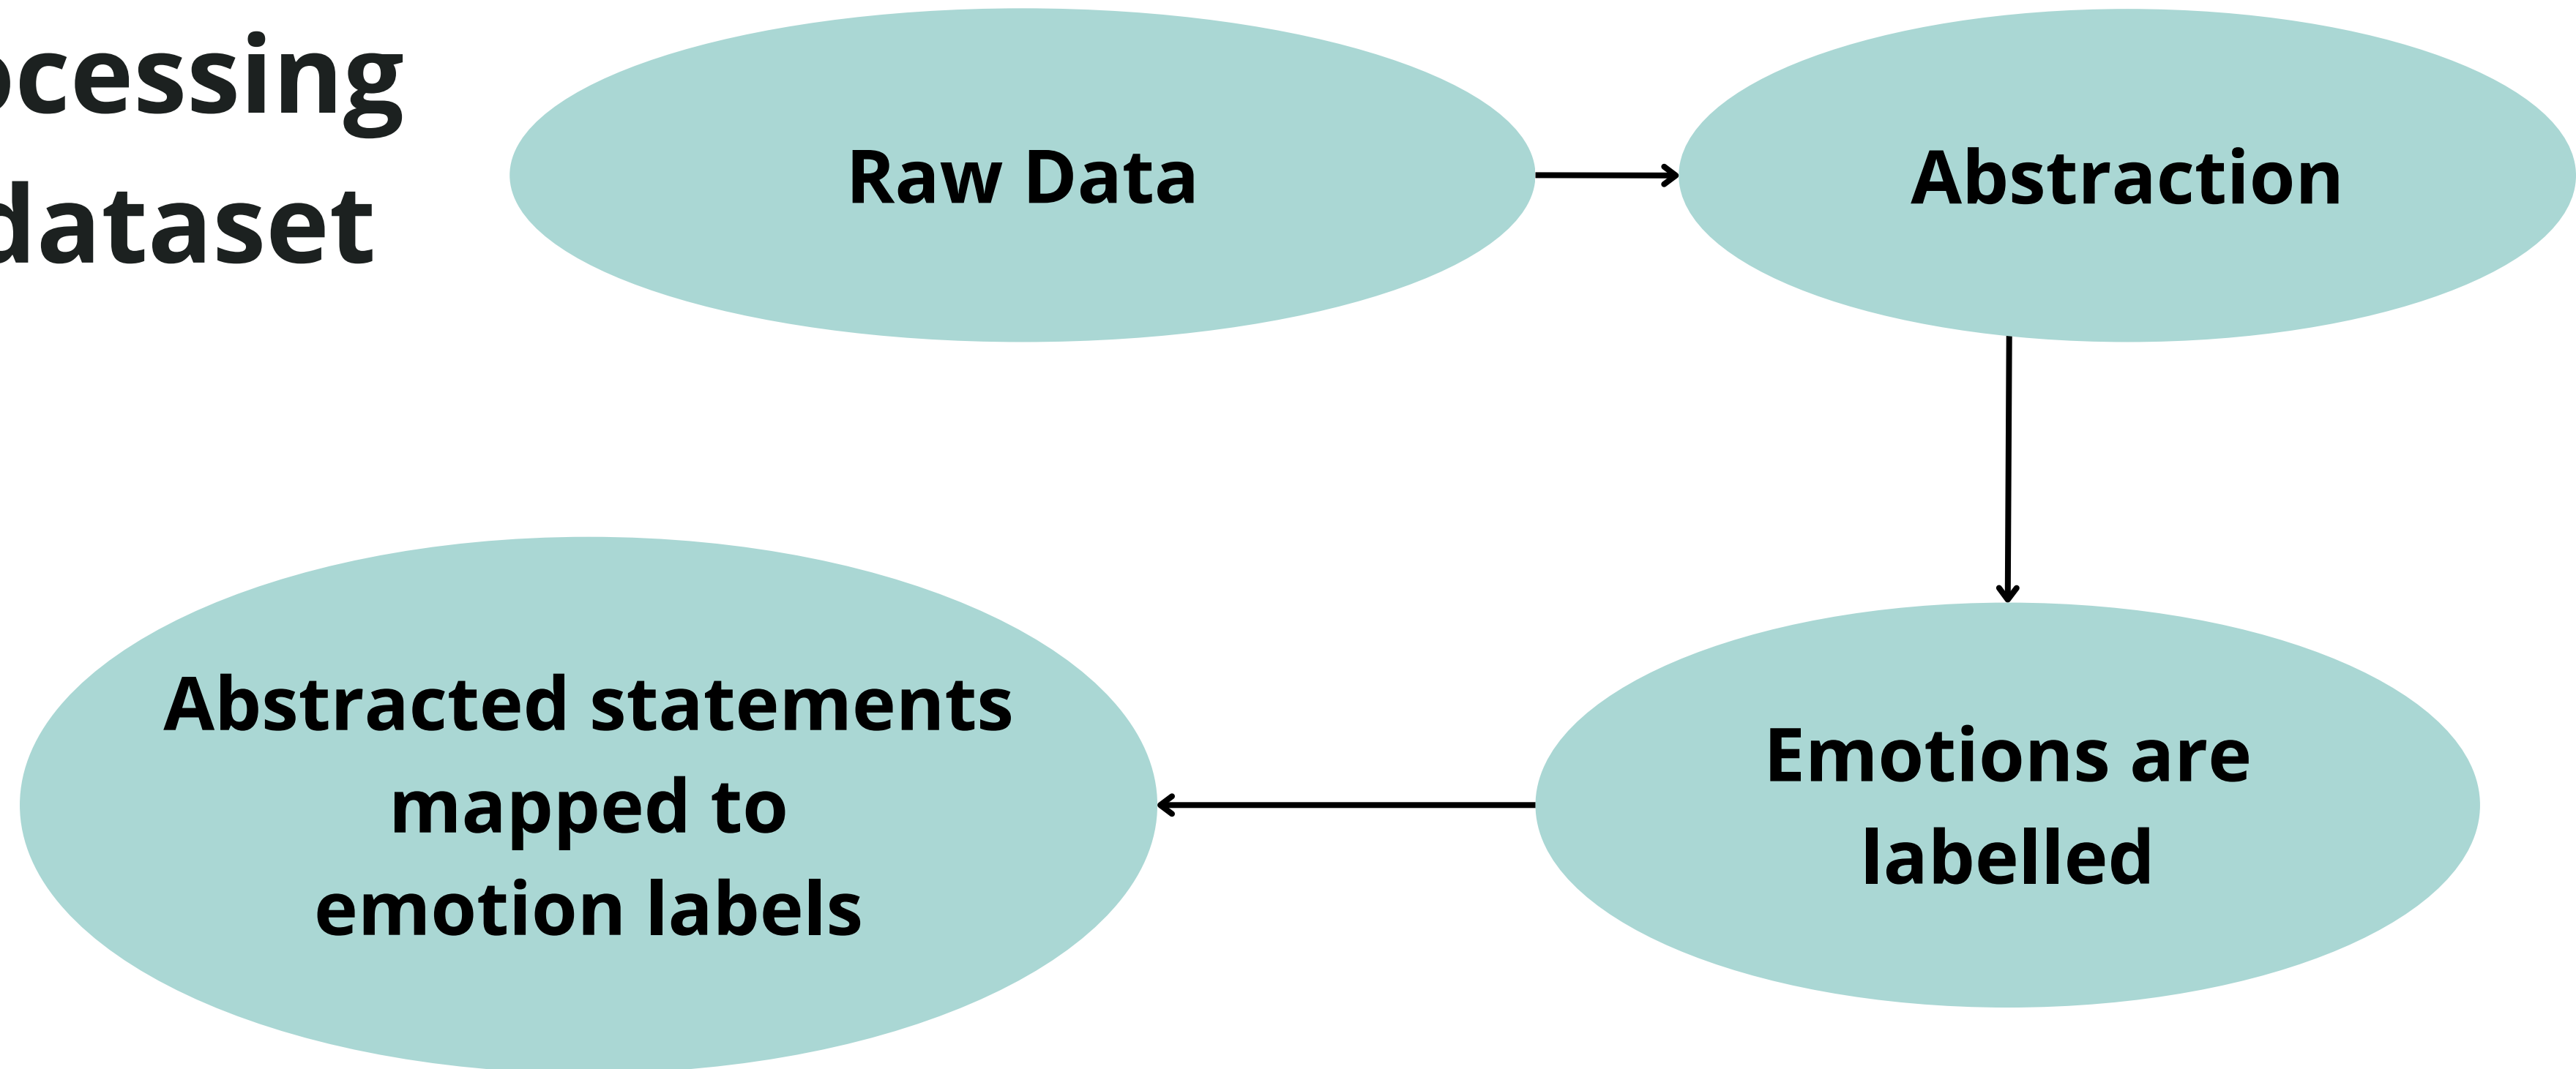 ocessing
dataset
Raw Data
Abstraction
Emotions are
labelled
Abstracted statements
mapped to
emotion labels